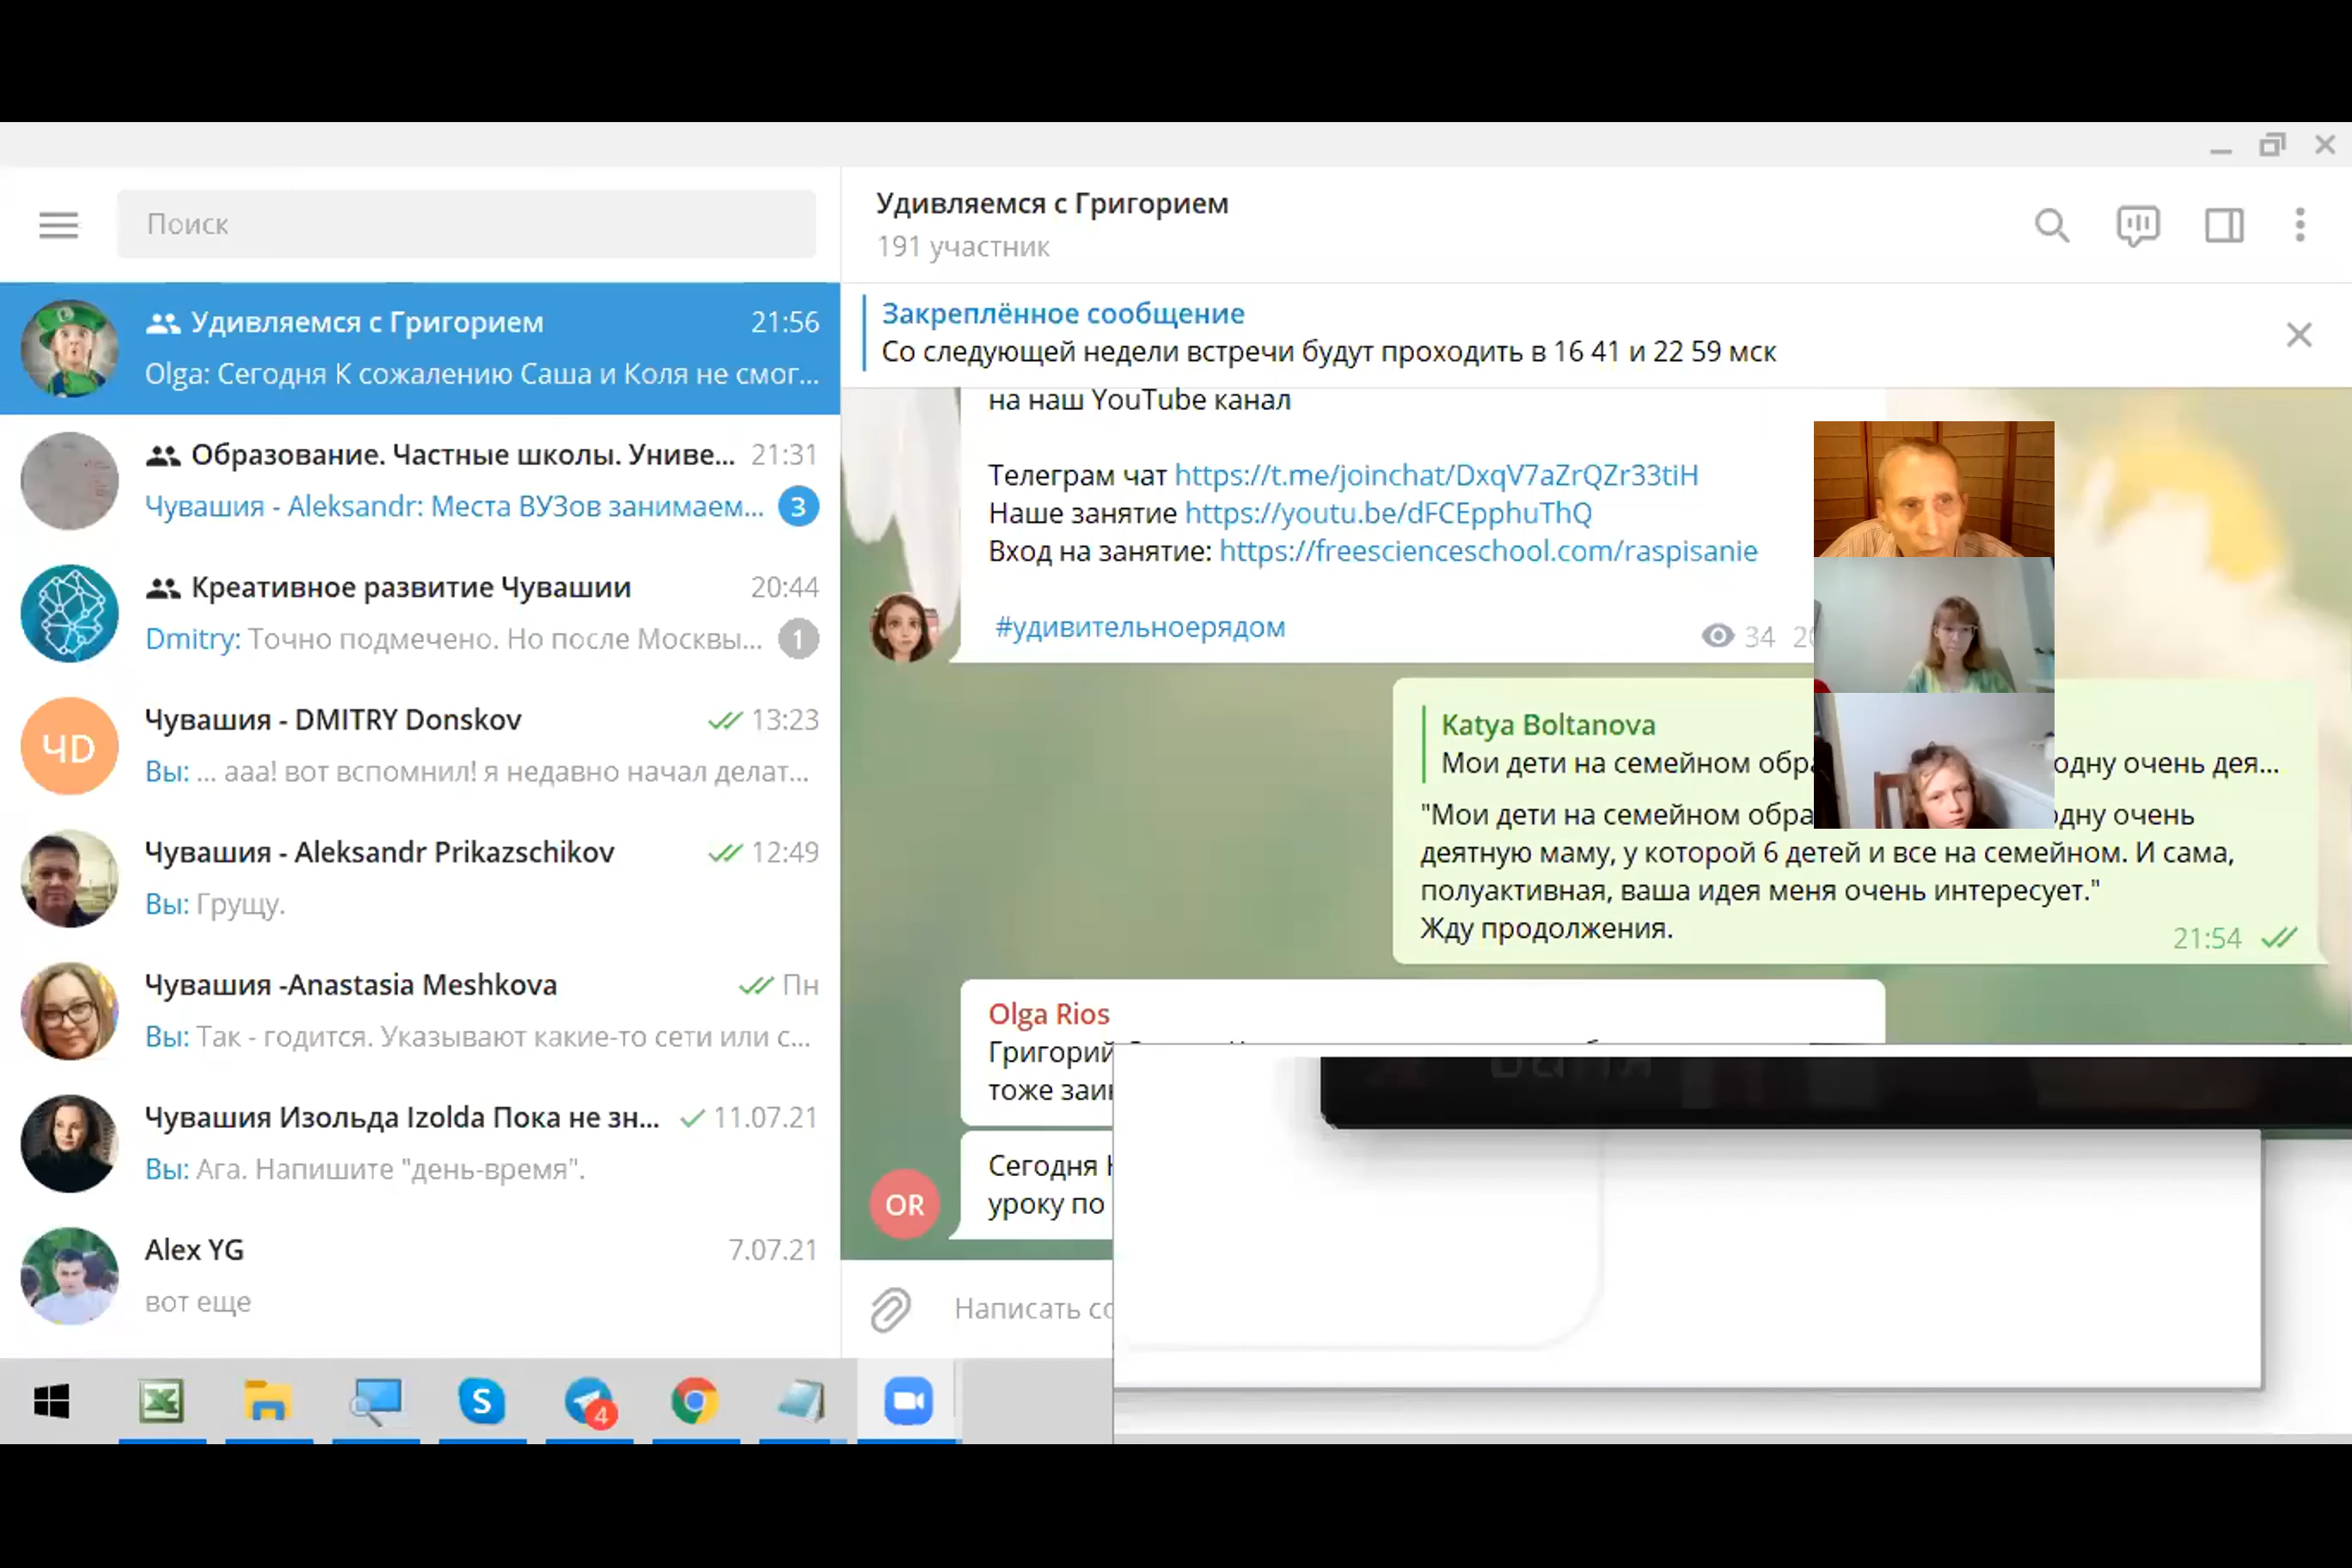 Поиск
Удивляемся с Григорием 21:56
Olga: Сегодня К сожалению Саша и Коля не смог...
Образование. Частные школы. Униве... 21:31
Чувашия - Aleksandr: Места ВУЗов занимаем... 3
Креативное развитие Чувашии 20:44
Dmitry: Точно подмечено. Но после Москвы... 1
ЧD
Чувашия - DMITRY Donskov 13:23
Вы: ... ааа! вот вспомнил! я недавно начал делат...
Чувашия - Aleksandr Prikazschikov 12:49
Вы: Грущу.
Чувашия -Anastasia Meshkova Пн
Вы: Так - годится. Указывают какие-то сети или с...
Чувашия Изольда Izolda Пока не зн... 11.07.21
Вы: Ага. Напишите "день-время".
Alex YG 7.07.21
вот еще
4
Удивляемся с Григорием
191 участник
Закреплённое сообщение
Со следующей недели встречи будут проходить в 16 41 и 22 59 мск
на наш YouTube канал
Телеграм чат https://t.me/joinchat/DxqV7aZrQZr33tiH
Наше занятие https://youtu.be/dFCEpphuThQ
Вход на занятие: https://freescienceschool.com/raspisanie
#удивительноерядом
34
Katya Boltanova
Мои дети на семейном одну очень дея...
"Мои дети на семейном очень
деятную маму, у которой 6 детей и все на семейном. И сама,
полуактивная, ваша идея меня очень интересует."
Жду продолжения.
21:54
Olga Rios
Григорий
тоже
OR
Сегодня
уроку по
Написать